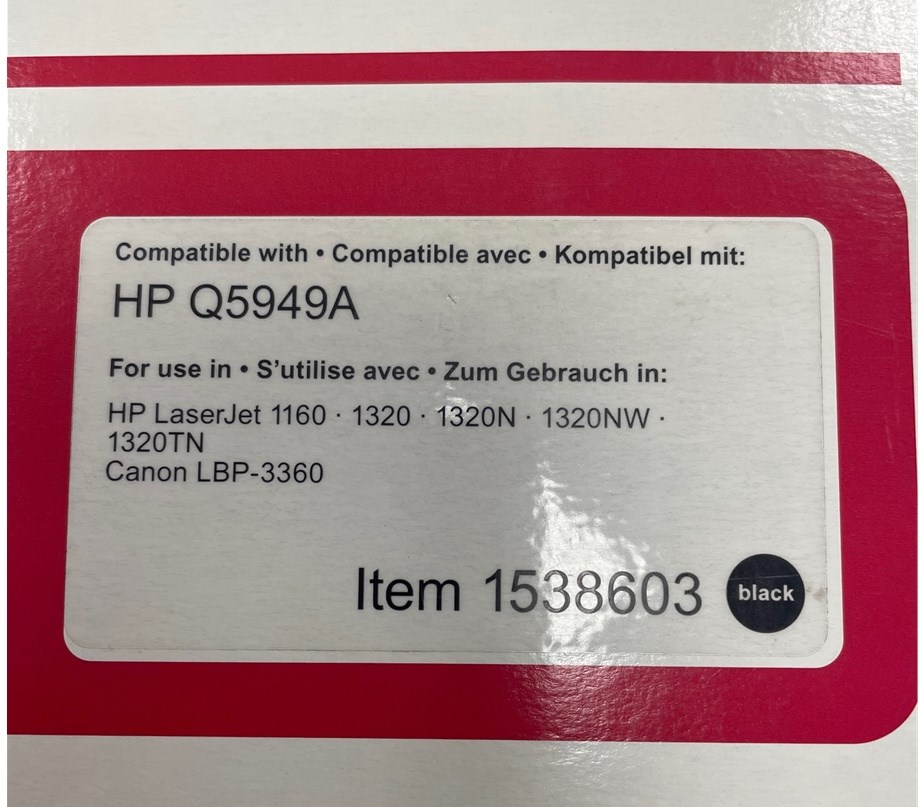 Compatible with • Compatible avec • Kompatibel mit:
HP Q5949A
For use in • S'utilise avec • Zum Gebrauch in:
HP LaserJet 1160 · 1320 · 1320N · 1320NW ·
1320TN
Canon LBP-3360
Item 1538603 black